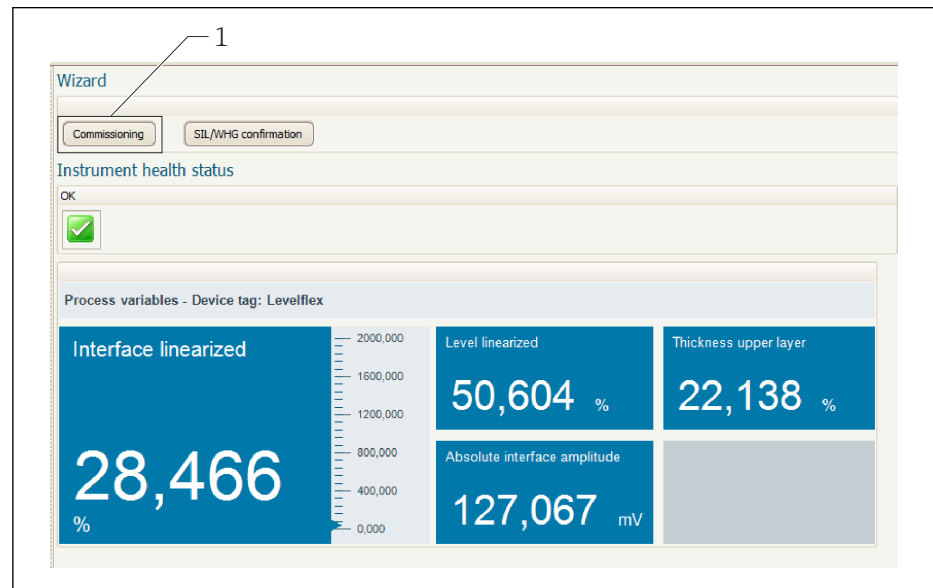 1
Wizard
Commissioning SIL/WHG confirmation
Instrument health status
OK
Process variables - Device tag: Levelflex
Interface linearized
28,466
%
2000,000
1600,000
1200,000
800,000
400,000
0,000
Level linearized
50,604 %
Thickness upper layer
22,138 %
Absolute interface amplitude
127,067 mV